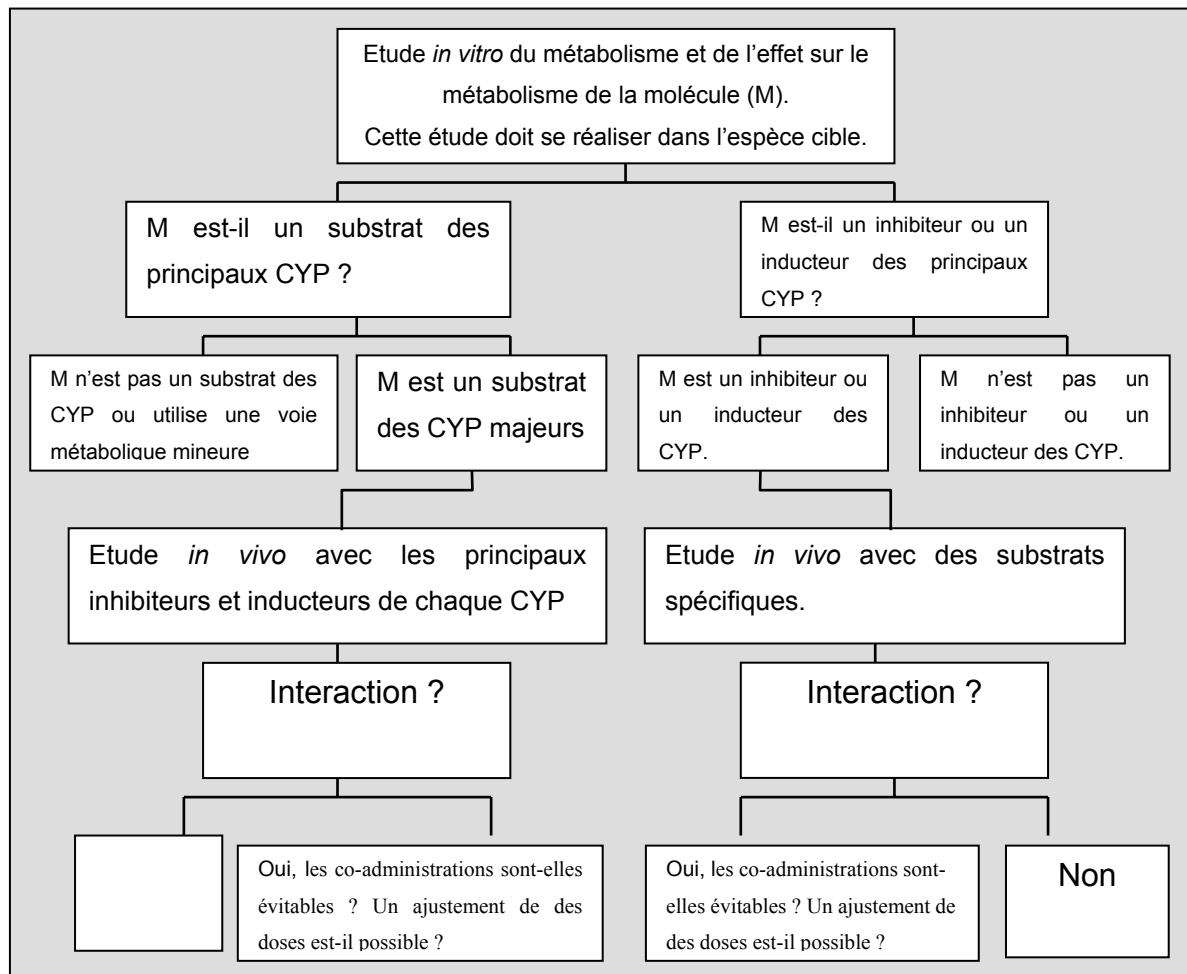 Etude in vitro du métabolisme et de l'effet sur le
métabolisme de la molécule (M).
Cette étude doit se réaliser dans l'espèce cible.
M est-il un substrat des
principaux CYP ?
M est-il un inhibiteur ou un
inducteur des principaux
CYP ?
M n'est pas un substrat des
CYP ou utilise une voie
métabolique mineure
M est un substrat
des CYP majeurs
M est un inhibiteur ou
un inducteur des
CYP.
M n'est pas un
inhibiteur ou un
inducteur des CYP.
Etude in vivo avec les principaux
inhibiteurs et inducteurs de chaque CYP
Etude in vivo avec des substrats
spécifiques.
Interaction ?
Interaction ?
Oui, les co-administrations sont-elles
évitables ? Un ajustement de des
doses est-il possible ?
Oui, les co-administrations sont-
elles évitables ? Un ajustement de
des doses est-il possible ?
Non